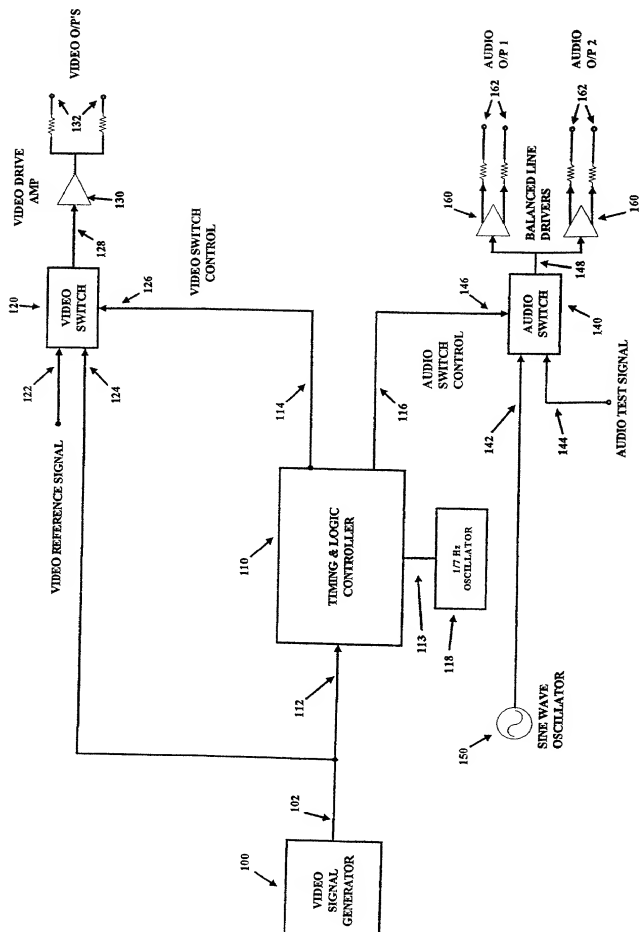 VIDEO O/P'S
132
VIDEO DRIVE
AMP
130
128
120
VIDEO
SWITCH
126
VIDEO SWITCH
CONTROL
122
124
VIDEO REFERENCE SIGNAL
114
116
AUDIO
SWITCH
CONTROL
146
110
TIMING & LOGIC
CONTROLLER
112
113
118
1/7 Hz
OSCILLATOR
102
100
VIDEO
SIGNAL
GENERATOR
AUDIO
O/P 1
162
AUDIO
O/P 2
162
160
BALANCED LINE
DRIVERS
160
148
AUDIO
SWITCH
140
142
144
AUDIO TEST SIGNAL
150
SINE WAVE
OSCILLATOR